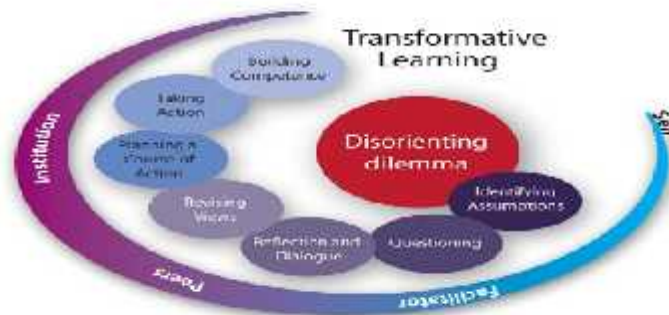 Transformative
Learning
Building
Competence
Taking
Action
Planning a
Course of
Action
Revising
Views
Reflection and
Dialogue
Questioning
Identifying
Assumptions
Disorienting
dilemma
Institution
Peers
Facilitator
Self